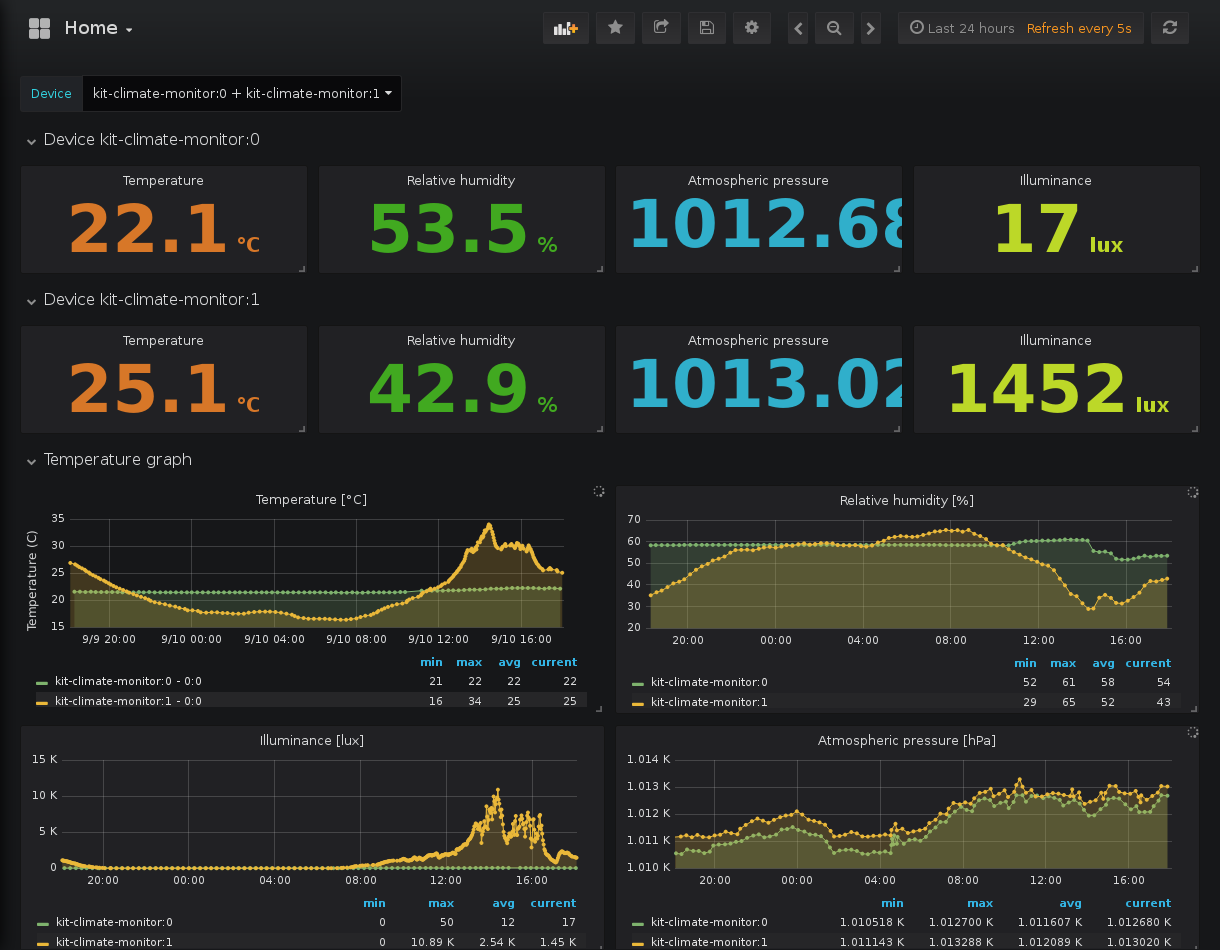 Home
Last 24 hours Refresh every 5s
Device kit-climate-monitor:0 + kit-climate-monitor:1
Device kit-climate-monitor:0
Temperature Relative humidity Atmospheric pressure Illuminance
22.1 °C 53.5 % 1012.68 17 lux
Device kit-climate-monitor:1
Temperature Relative humidity Atmospheric pressure Illuminance
25.1 °C 42.9 % 1013.02 1452 lux
Temperature graph
Temperature [°C]
Temperature (C)
35
30
25
20
15
9/9 20:00 9/10 00:00 9/10 04:00 9/10 08:00 9/10 12:00 9/10 16:00
min max avg current
kit-climate-monitor:0 - 0:0 21 22 22 22
kit-climate-monitor:1 - 0:0 16 34 25 25
Relative humidity [%]
70
60
50
40
30
20
20:00 00:00 04:00 08:00 12:00 16:00
min max avg current
kit-climate-monitor:0 52 61 58 54
kit-climate-monitor:1 29 65 52 43
Illuminance [lux]
15 K
10 K
5 K
0
20:00 00:00 04:00 08:00 12:00 16:00
min max avg current
kit-climate-monitor:0 0 50 12 17
kit-climate-monitor:1 0 10.89 K 2.54 K 1.45 K
Atmospheric pressure [hPa]
1.014 K
1.013 K
1.012 K
1.011 K
1.010 K
20:00 00:00 04:00 08:00 12:00 16:00
min max avg current
kit-climate-monitor:0 1.010518 K 1.012700 K 1.011607 K 1.012680 K
kit-climate-monitor:1 1.011143 K 1.013288 K 1.012089 K 1.013020 K